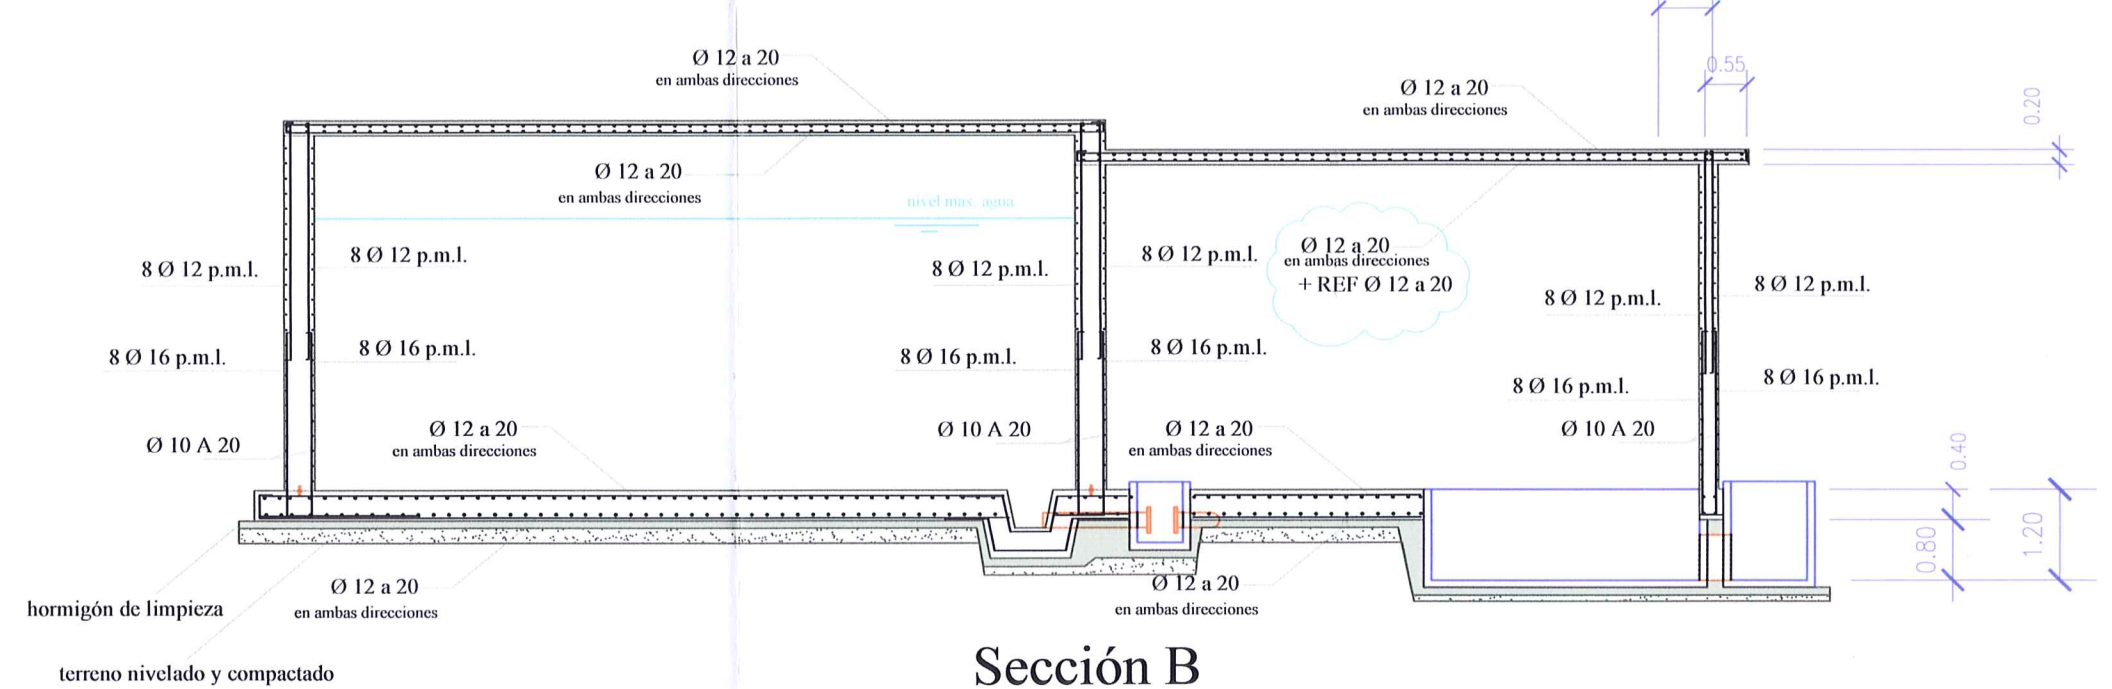 Ø 12 a 20
en ambas direcciones
Ø 12 a 20
en ambas direcciones
0.55
0.20
Ø 12 a 20
en ambas direcciones
nivel max. agua
Ø 12 a 20
en ambas direcciones
+ REF Ø 12 a 20
8 Ø 12 p.m.l.
8 Ø 12 p.m.l.
8 Ø 12 p.m.l.
8 Ø 12 p.m.l.
8 Ø 12 p.m.l.
8 Ø 12 p.m.l.
8 Ø 16 p.m.l.
8 Ø 16 p.m.l.
8 Ø 16 p.m.l.
8 Ø 16 p.m.l.
8 Ø 16 p.m.l.
8 Ø 16 p.m.l.
Ø 10 A 20
Ø 12 a 20
en ambas direcciones
Ø 10 A 20
Ø 12 a 20
en ambas direcciones
Ø 10 A 20
0.40
0.80
1.20
Ø 12 a 20
en ambas direcciones
Ø 12 a 20
en ambas direcciones
hormigón de limpieza
terreno nivelado y compactado
Sección B